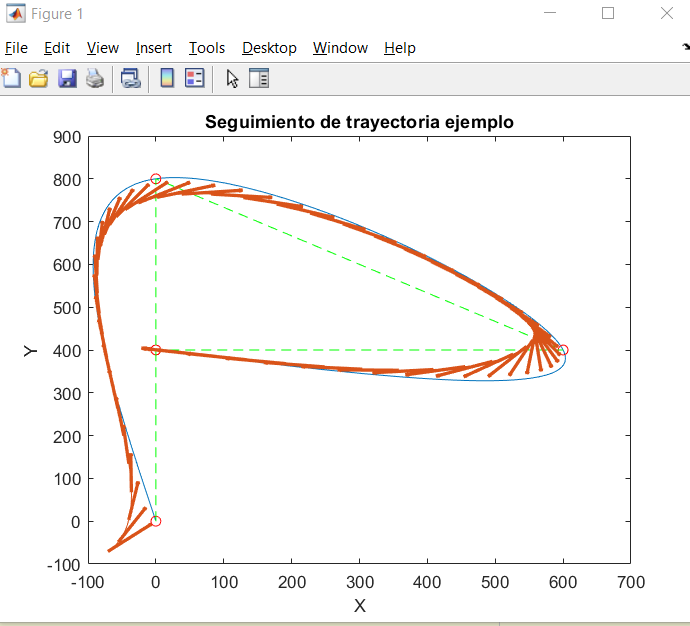 Figure 1
File Edit View Insert Tools Desktop Window Help
Seguimiento de trayectoria ejemplo
900
800
700
600
500
400
300
200
100
0
-100
Y
-100 0 100 200 300 400 500 600 700
X